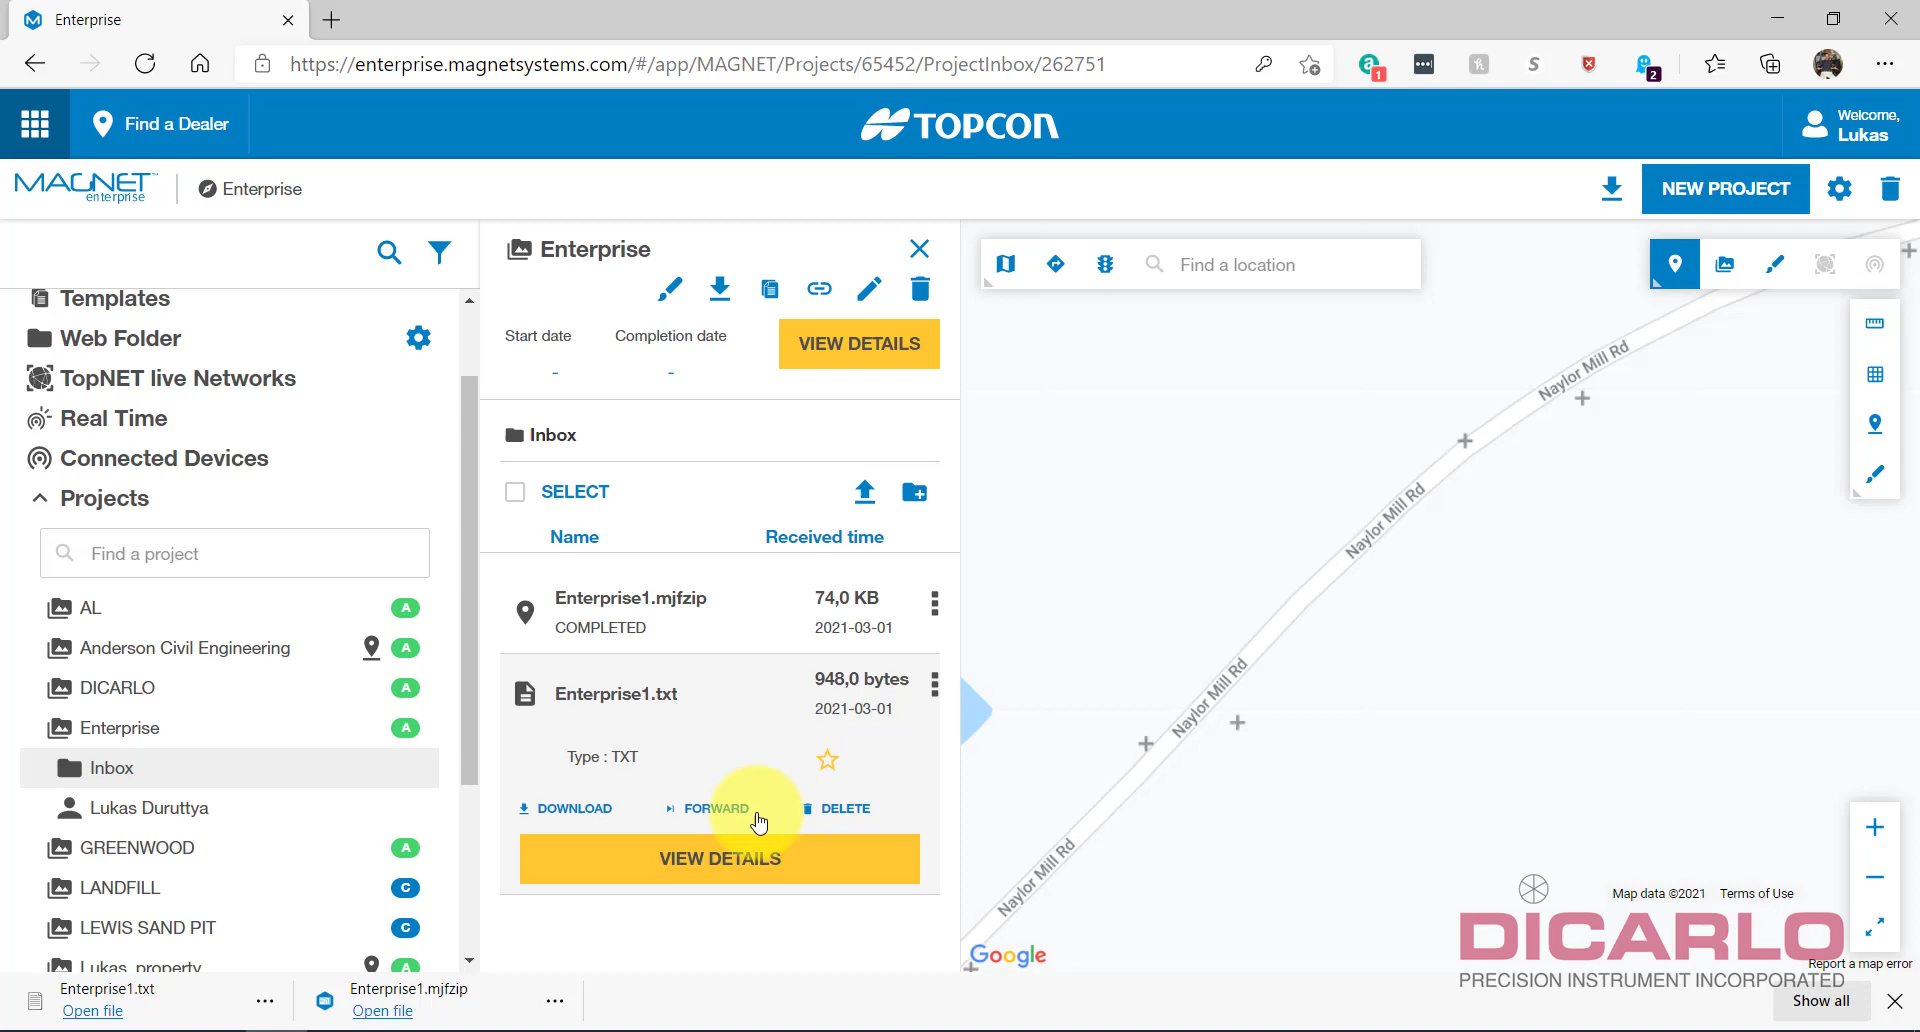 Enterprise
https://enterprise.magnetsystems.com/#/app/MAGNET/Projects/65452/ProjectInbox/262751
1
2
Find a Dealer
TOPCON
Welcome,
Lukas
MAGNET
enterprise
Enterprise
NEW PROJECT
Templates
Web Folder
TopNET live Networks
Real Time
Connected Devices
Projects
Find a project
AL
A
Anderson Civil Engineering
A
DICARLO
A
Enterprise
A
Inbox
Lukas Duruttya
GREENWOOD
A
LANDFILL
C
LEWIS SAND PIT
C
Lukas_property
A
Enterprise
Start date
Completion date
-
-
VIEW DETAILS
Inbox
SELECT
Name
Received time
Enterprise1.mjfzip
74,0 KB
COMPLETED
2021-03-01
Enterprise1.txt
948,0 bytes
2021-03-01
Type : TXT
DOWNLOAD
FORWARD
DELETE
VIEW DETAILS
Find a location
Naylor Mill Rd
Naylor Mill Rd
Naylor Mill Rd
Naylor Mill Rd
Google
Map data ©2021
Terms of Use
DICARLO
PRECISION INSTRUMENT INCORPORATED
Report a map error
Enterprise1.txt
Open file
Enterprise1.mjfzip
Open file
Show all